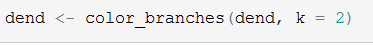 dend <- color_branches(dend, k = 2)